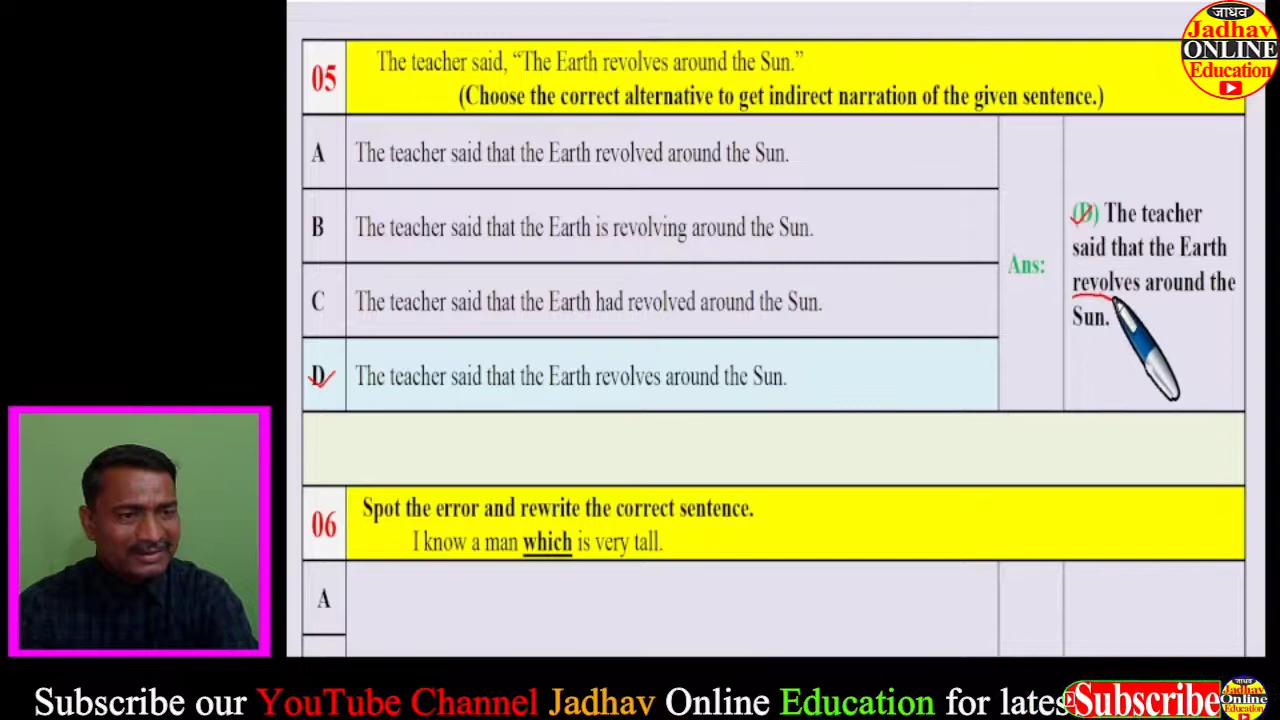 जाधव
Jadhav
ONLINE
Education
05
The teacher said, “The Earth revolves around the Sun.”
(Choose the correct alternative to get indirect narration of the given sentence.)
A
The teacher said that the Earth revolved around the Sun.
B
The teacher said that the Earth is revolving around the Sun.
C
The teacher said that the Earth had revolved around the Sun.
D
The teacher said that the Earth revolves around the Sun.
Ans:
(D) The teacher
said that the Earth
revolves around the
Sun.
06
Spot the error and rewrite the correct sentence.
I know a man which is very tall.
A
Subscribe our YouTube Channel Jadhav Online Education for lates
Subscribe
जाधव
Jadhav
Online
Education